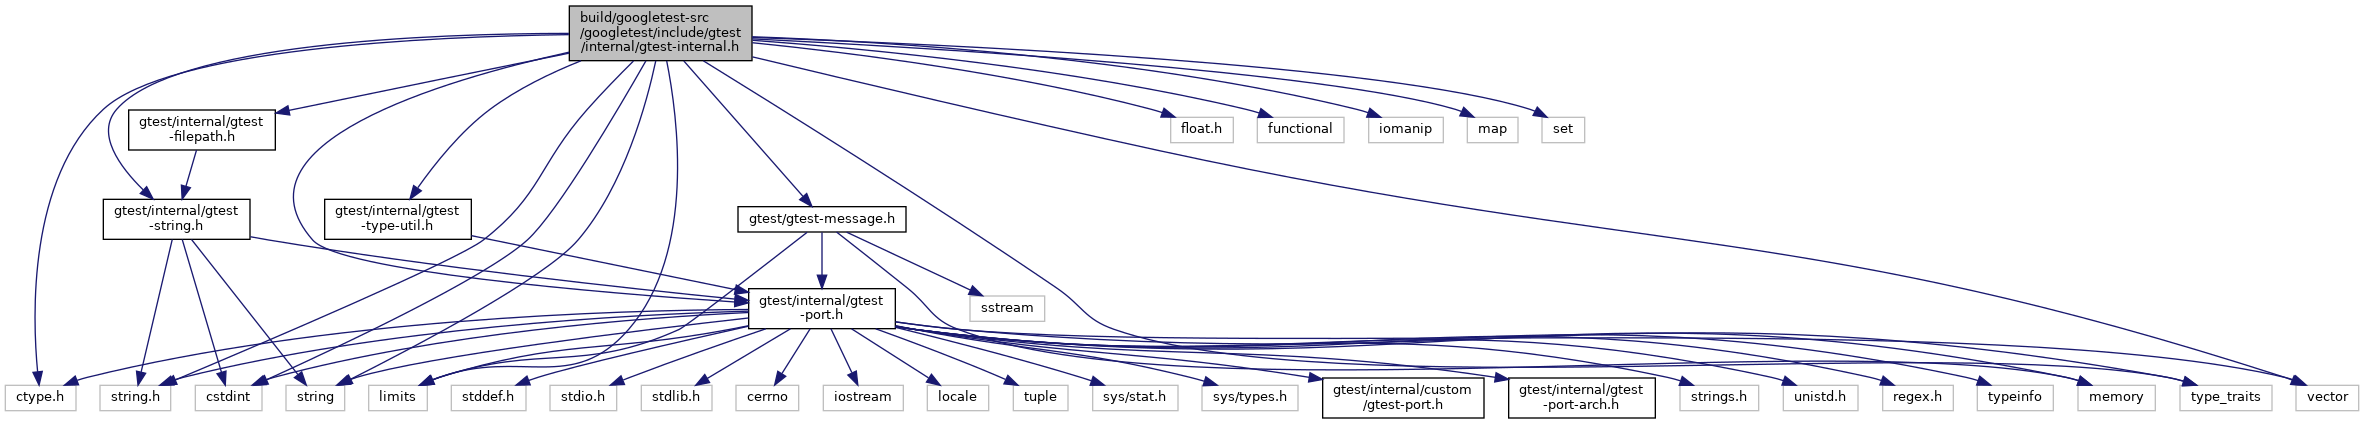 build/googletest-src
/googletest/include/gtest
/internal/gtest-internal.h
gtest/internal/gtest
-filepath.h
float.h
functional
iomanip
map
set
gtest/internal/gtest
-string.h
gtest/internal/gtest
-type-util.h
gtest/gtest-message.h
gtest/internal/gtest
-port.h
sstream
ctype.h
string.h
cstdint
string
limits
stddef.h
stdio.h
stdlib.h
cerrno
iostream
locale
tuple
sys/stat.h
sys/types.h
gtest/internal/custom
/gtest-port.h
gtest/internal/gtest
-port-arch.h
strings.h
unistd.h
regex.h
typeinfo
memory
type_traits
vector